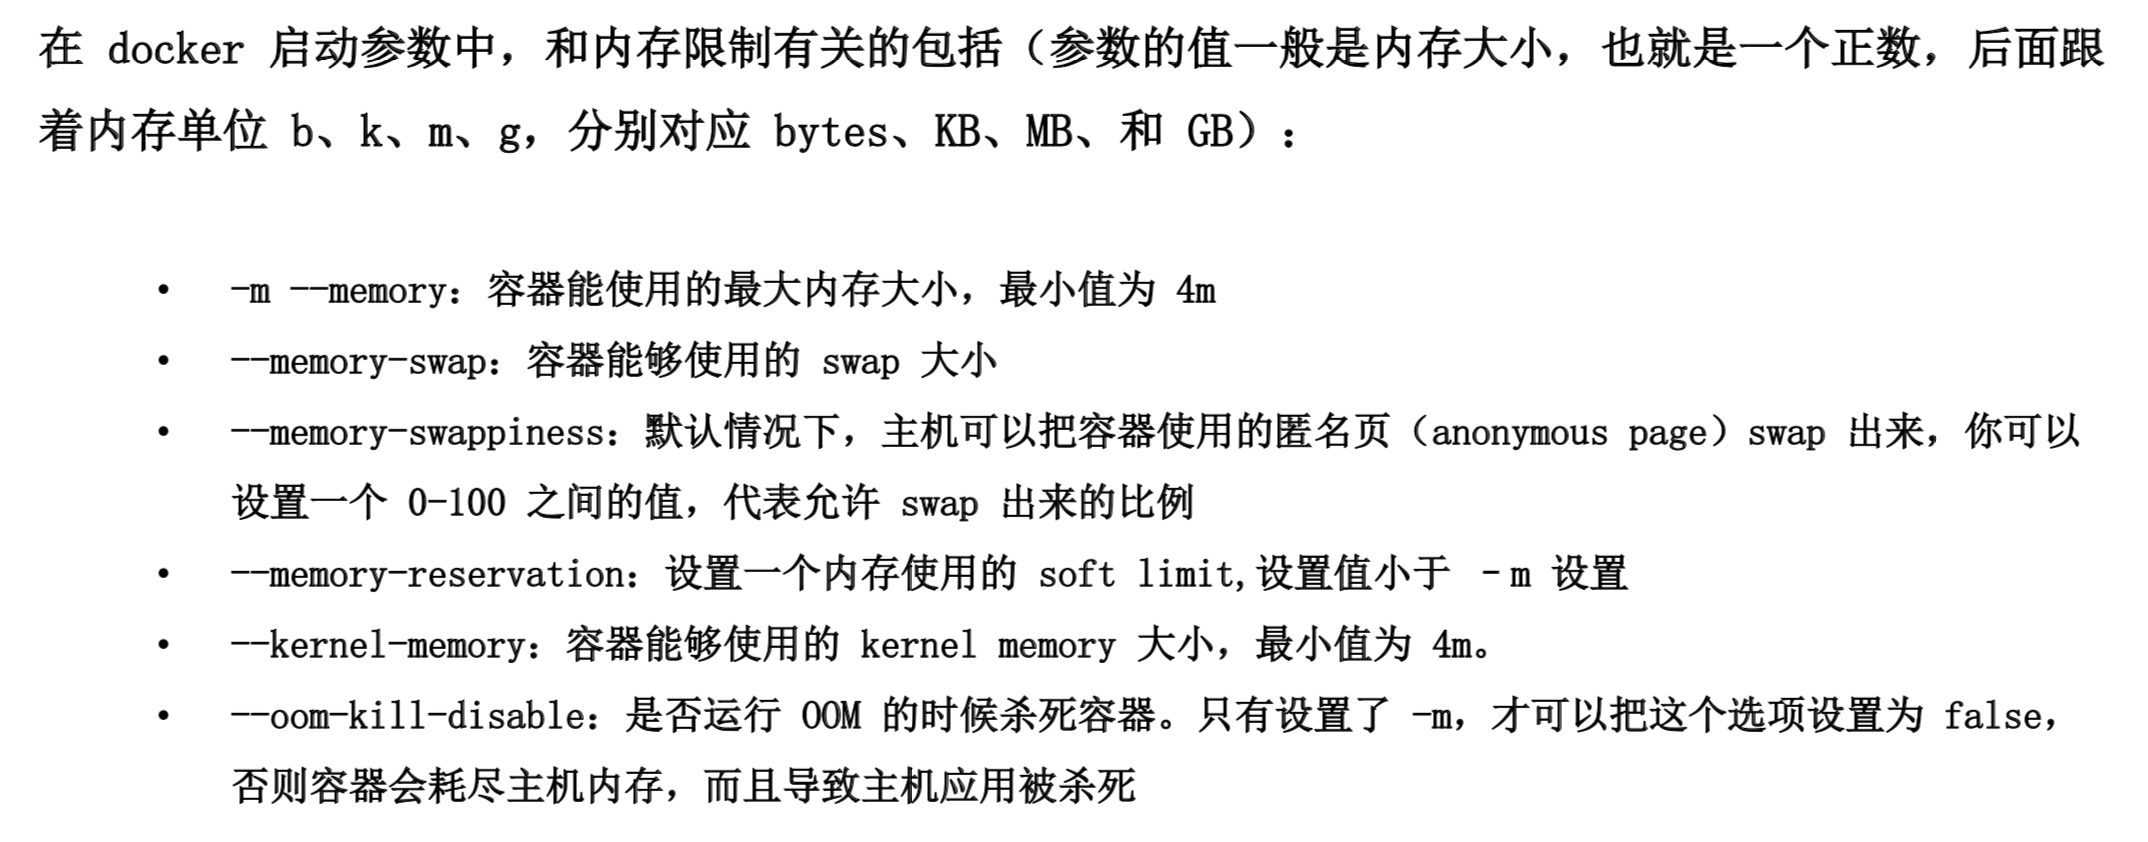 在 docker 启动参数中，和内存限制有关的包括（参数的值一般是内存大小，也就是一个正数，后面跟
着内存单位 b、k、m、g，分别对应 bytes、KB、MB、和 GB）：
• -m --memory：容器能使用的最大内存大小，最小值为 4m
• --memory-swap：容器能够使用的 swap 大小
• --memory-swappiness：默认情况下，主机可以把容器使用的匿名页（anonymous page）swap 出来，你可以
设置一个 0-100 之间的值，代表允许 swap 出来的比例
• --memory-reservation：设置一个内存使用的 soft limit,设置值小于 –m 设置
• --kernel-memory：容器能够使用的 kernel memory 大小，最小值为 4m。
• --oom-kill-disable：是否运行 OOM 的时候杀死容器。只有设置了 -m，才可以把这个选项设置为 false，
否则容器会耗尽主机内存，而且导致主机应用被杀死